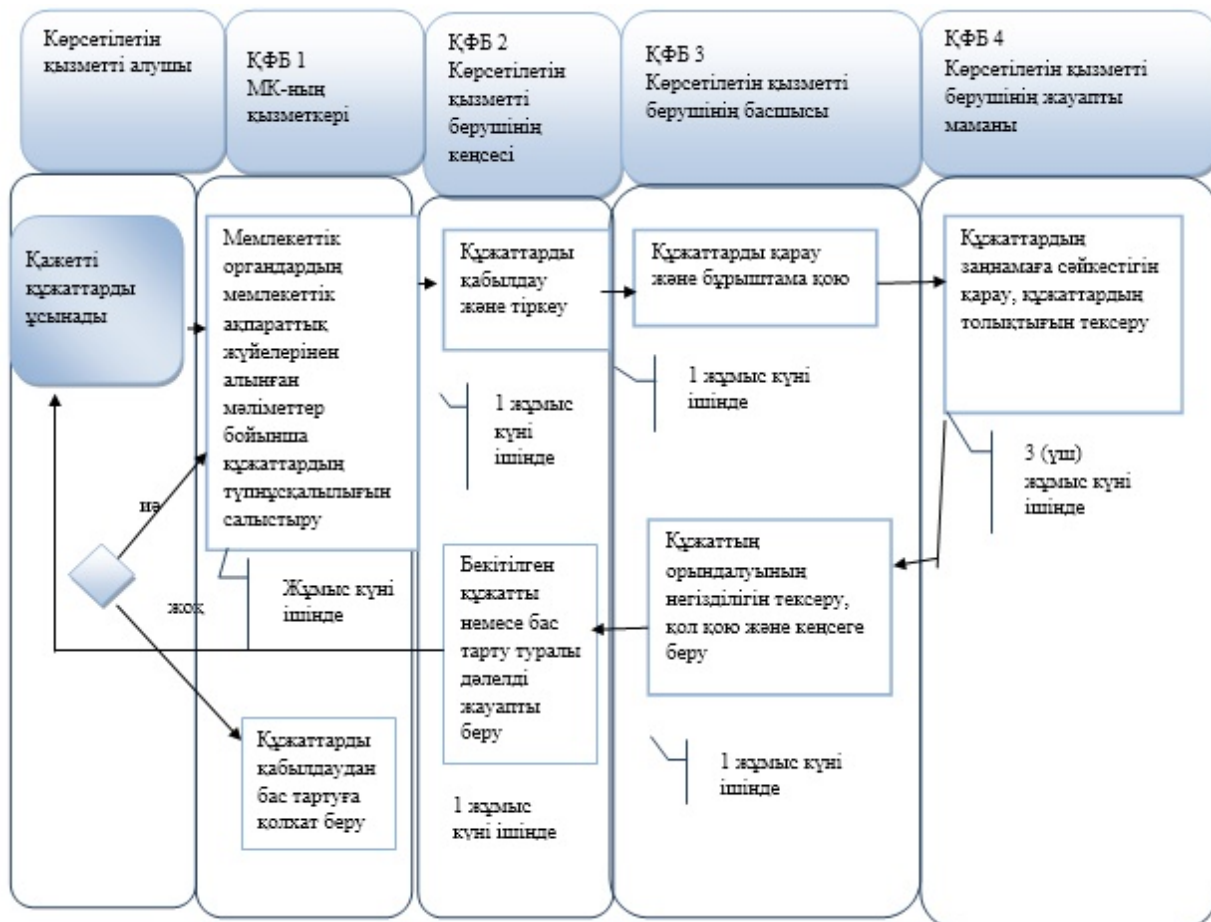 Көрсетілетін
қызметті алушы
ҚФБ 1
МК-ның
қызметкері
ҚФБ 2
Көрсетілетін
қызметті
берушінің
кеңсесі
ҚФБ 3
Көрсетілетін қызметті
берушінің басшысы
ҚФБ 4
Көрсетілетін қызметті
берушінің жауапты
маманы
Қажетті
құжаттарды
ұсынады
Мемлекеттік
органдардың
мемлекеттік
ақпараттық
жүйелерінен
алынған
мәліметтер
бойынша
құжаттардың
түпнұсқалылығын
салыстыру
Құжаттарды
қабылдау
және тіркеу
Құжаттарды қарау
және бұрыштама қою
Құжаттардың
заңнамаға сәйкестігін
қарау, құжаттардың
толықтығын тексеру
1 жұмыс
күні
ішінде
1 жұмыс күні
ішінде
3 (үш)
жұмыс күні
ішінде
иә
жоқ
Жұмыс күні
ішінде
Бекітілген
құжатты
немесе бас
тарту туралы
дәлелді
жауапты
беру
Құжаттың
орындалуының
негізділігін тексеру,
қол қою және кеңсеге
беру
Құжаттарды
қабылдаудан
бас тартуға
қолхат беру
1 жұмыс
күні ішінде
1 жұмыс күні
ішінде